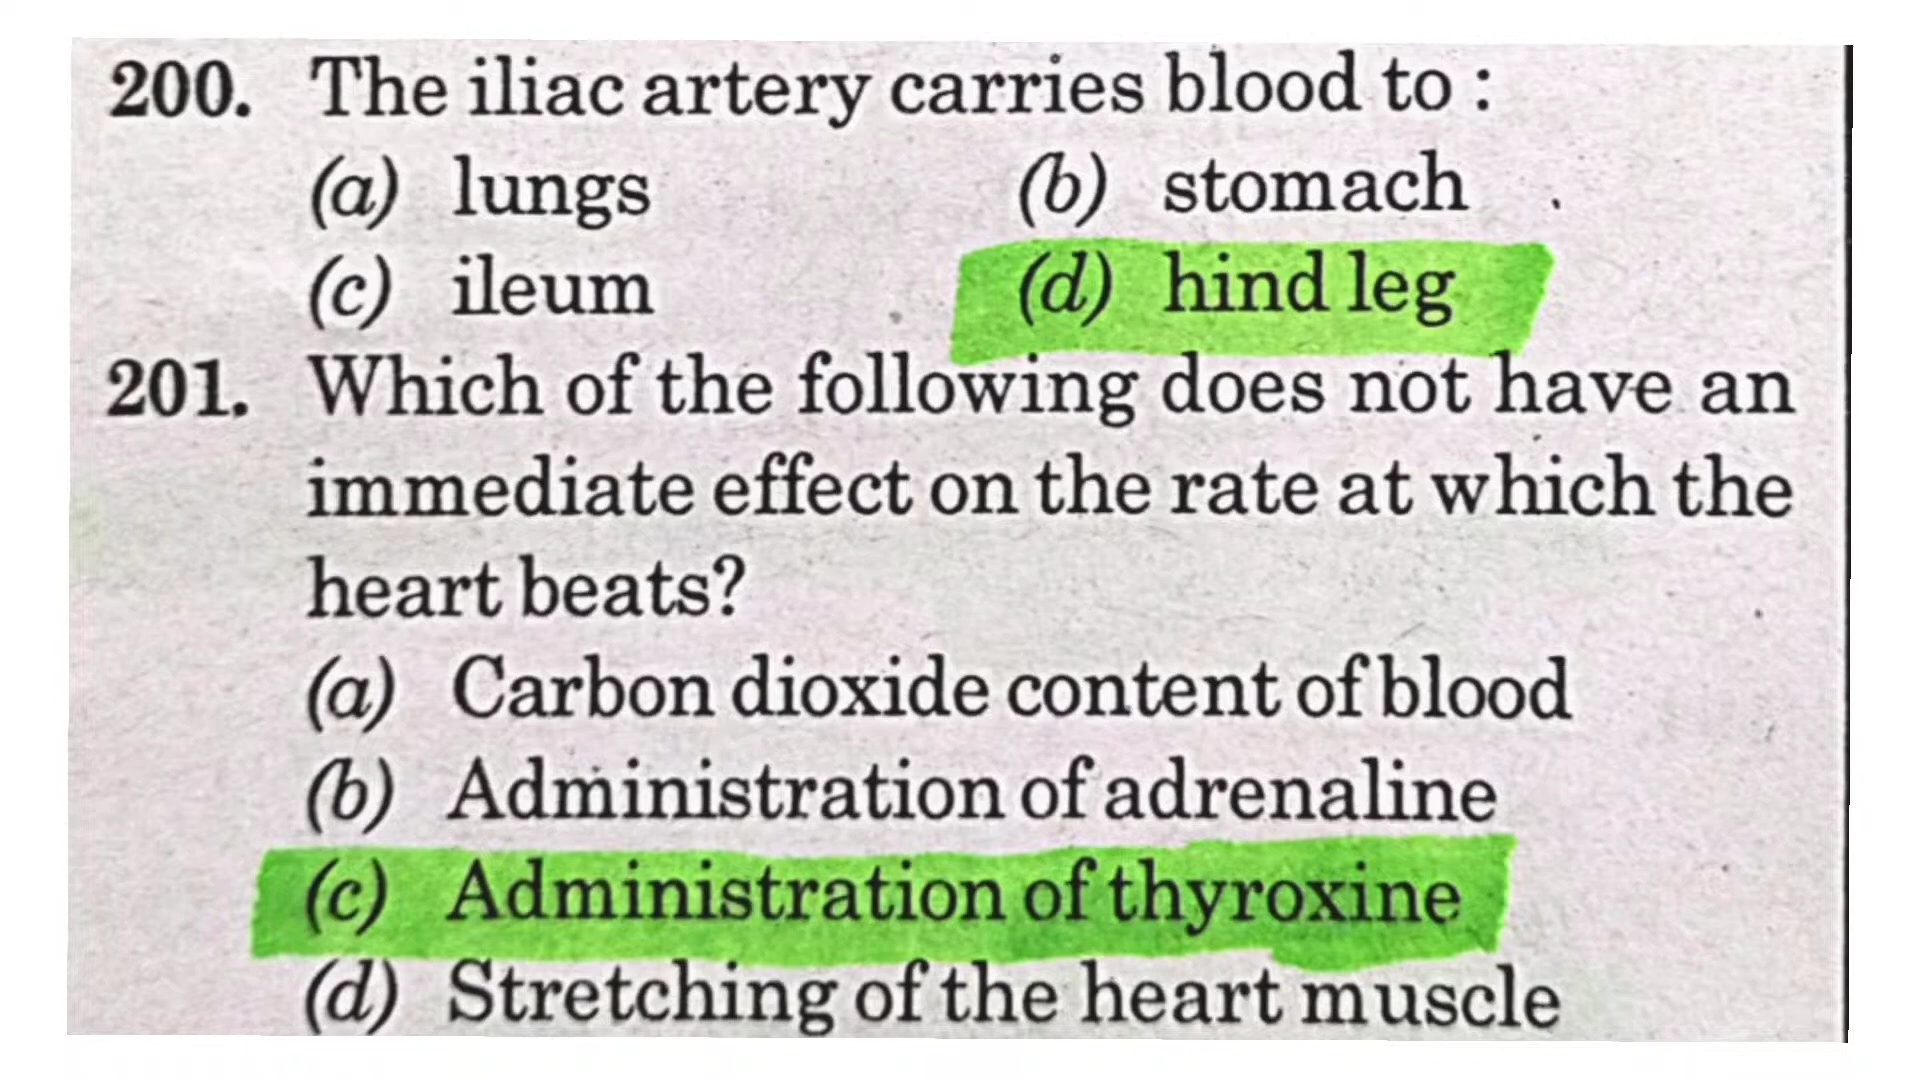 200. The iliac artery carries blood to :
(a) lungs (b) stomach
(c) ileum (d) hind leg
201. Which of the following does not have an
immediate effect on the rate at which the
heart beats?
(a) Carbon dioxide content of blood
(b) Administration of adrenaline
(c) Administration of thyroxine
(d) Stretching of the heart muscle